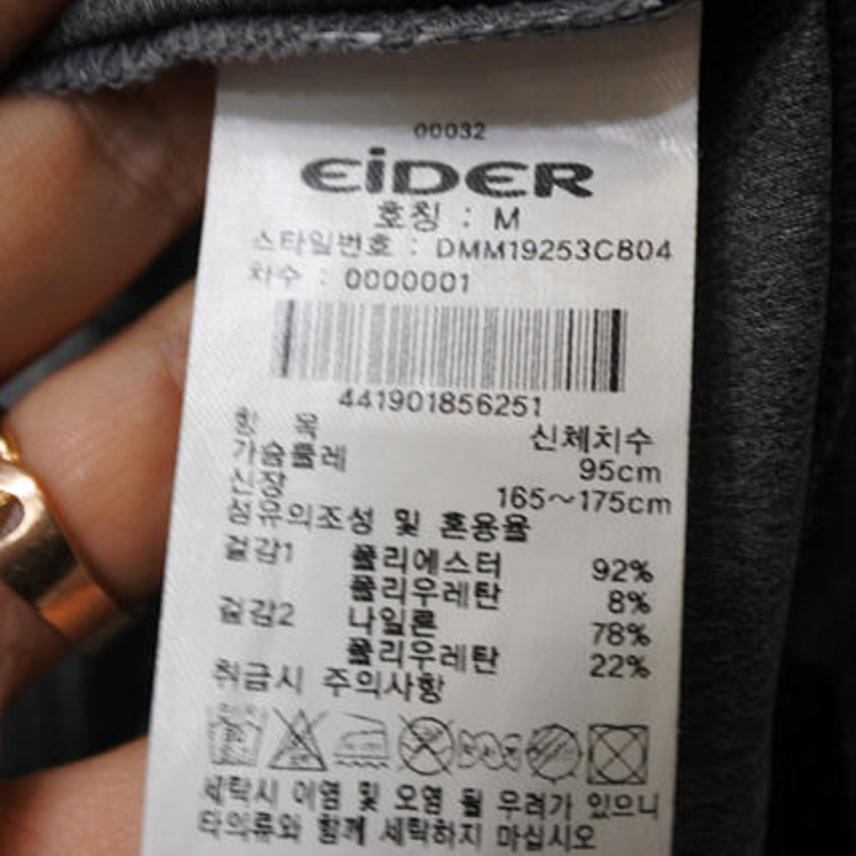 00032
EiDER
호칭 : M
스타일번호 : DMM19253C804
차수 : 0000001
441901856251
항 목 신체치수
가슴둘레 95cm
신장 165~175cm
섬유의조성 및 혼용율
겉감1 폴리에스터 92%
폴리우레탄 8%
겉감2 나일론 78%
폴리우레탄 22%
취급시 주의사항
세탁시 이염 및 오염 될 우려가 있으니
타의류와 함께 세탁하지 마십시오